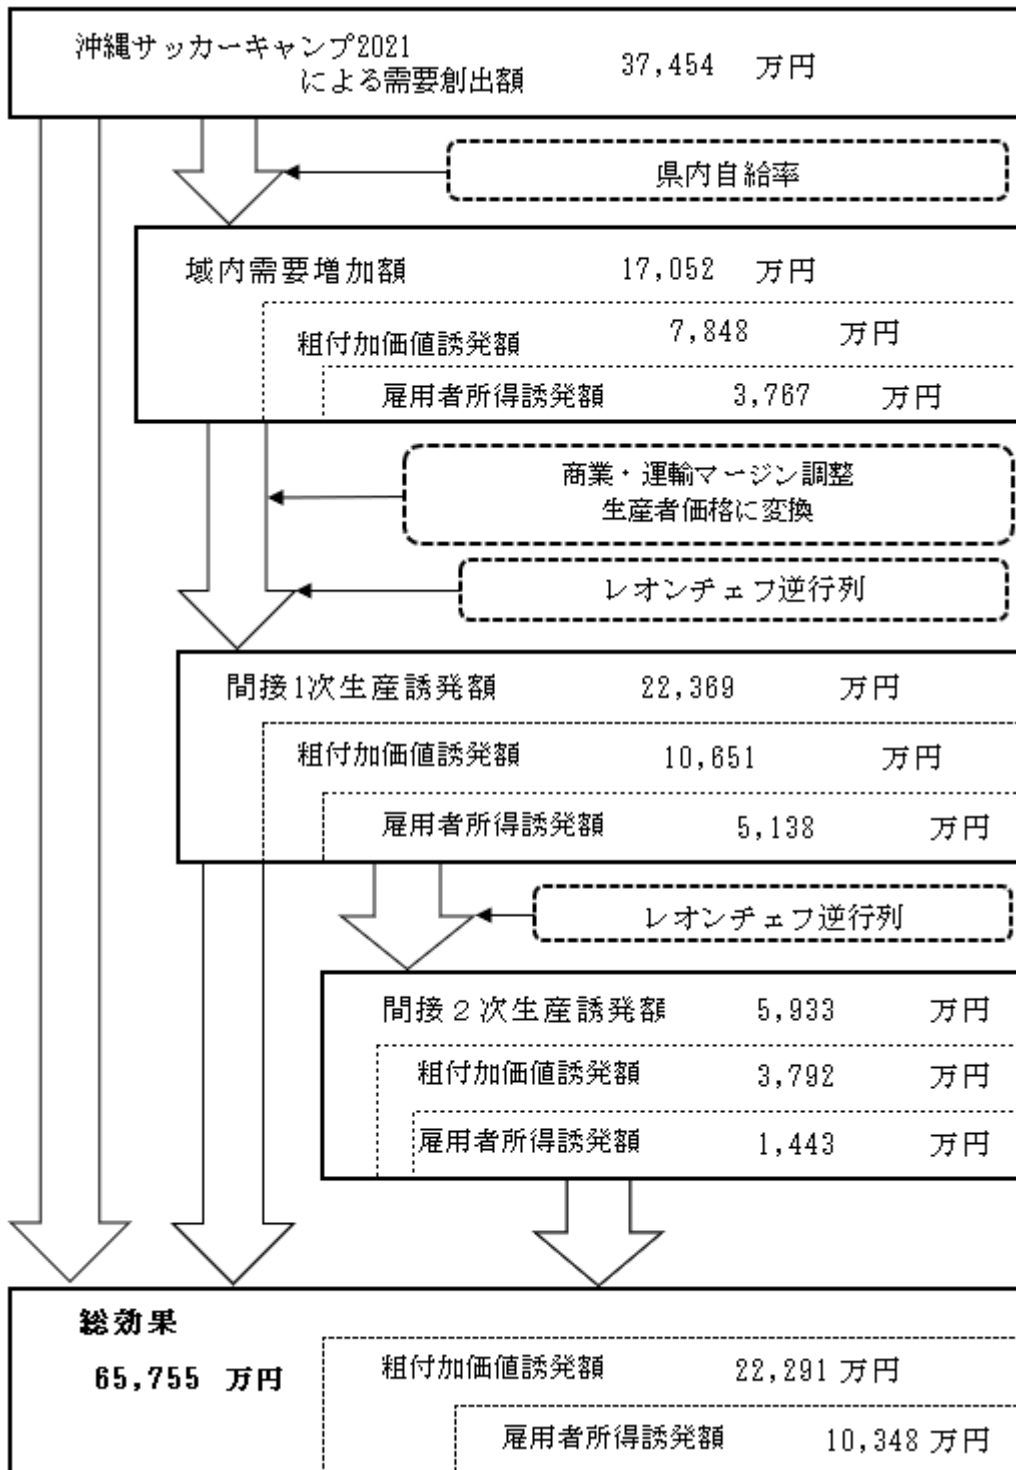 沖縄サッカーキャンプ2021
による需要創出額 37,454 万円
県内自給率
域内需要増加額 17,052 万円
粗付加価値誘発額 7,848 万円
雇用者所得誘発額 3,767 万円
商業・運輸マージン調整
生産者価格に変換
レオンチェフ逆行列
間接1次生産誘発額 22,369 万円
粗付加価値誘発額 10,651 万円
雇用者所得誘発額 5,138 万円
レオンチェフ逆行列
間接２次生産誘発額 5,933 万円
粗付加価値誘発額 3,792 万円
雇用者所得誘発額 1,443 万円
総効果
65,755 万円
粗付加価値誘発額 22,291 万円
雇用者所得誘発額 10,348 万円